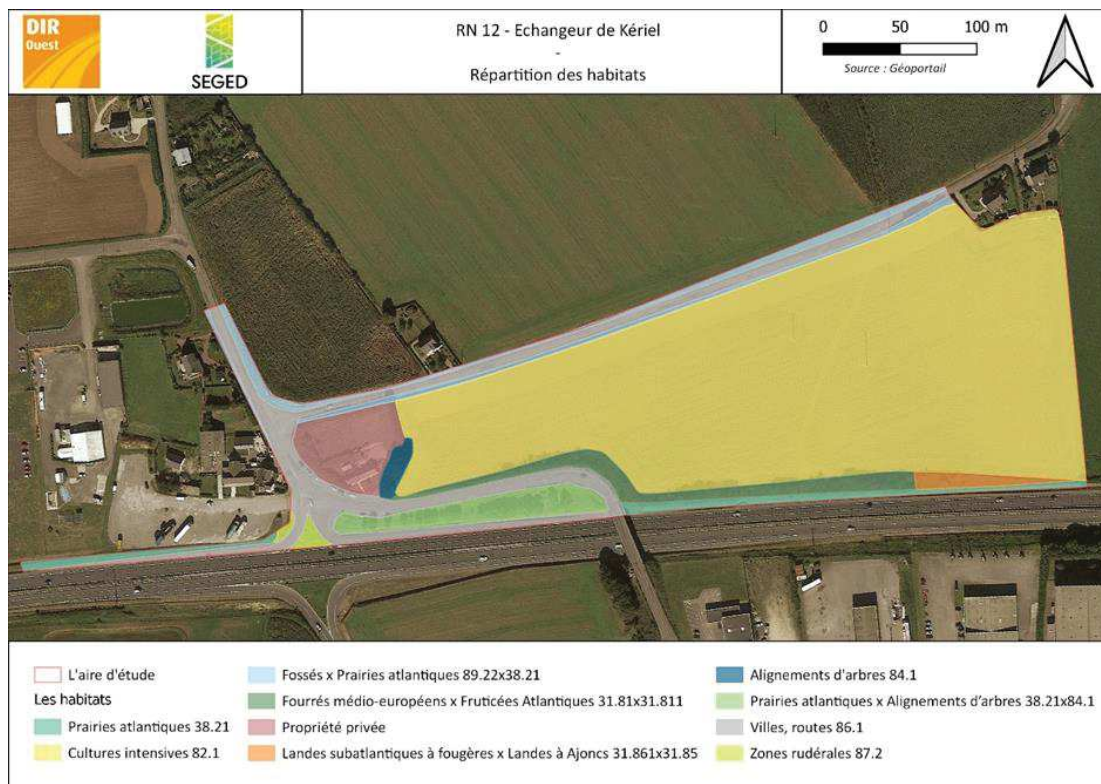 DIR
Ouest
SEGED
RN 12 - Echangeur de Kériel
-
Répartition des habitats
0 50 100 m
Source : Géoportail
L'aire d'étude
Les habitats
Prairies atlantiques 38.21
Cultures intensives 82.1
Fossés x Prairies atlantiques 89.22x38.21
Fourrés médio-européens x Fruticées Atlantiques 31.81x31.811
Propriété privée
Landes subatlantiques à fougères x Landes à Ajoncs 31.861x31.85
Alignements d'arbres 84.1
Prairies atlantiques x Alignements d'arbres 38.21x84.1
Villes, routes 86.1
Zones rudérales 87.2